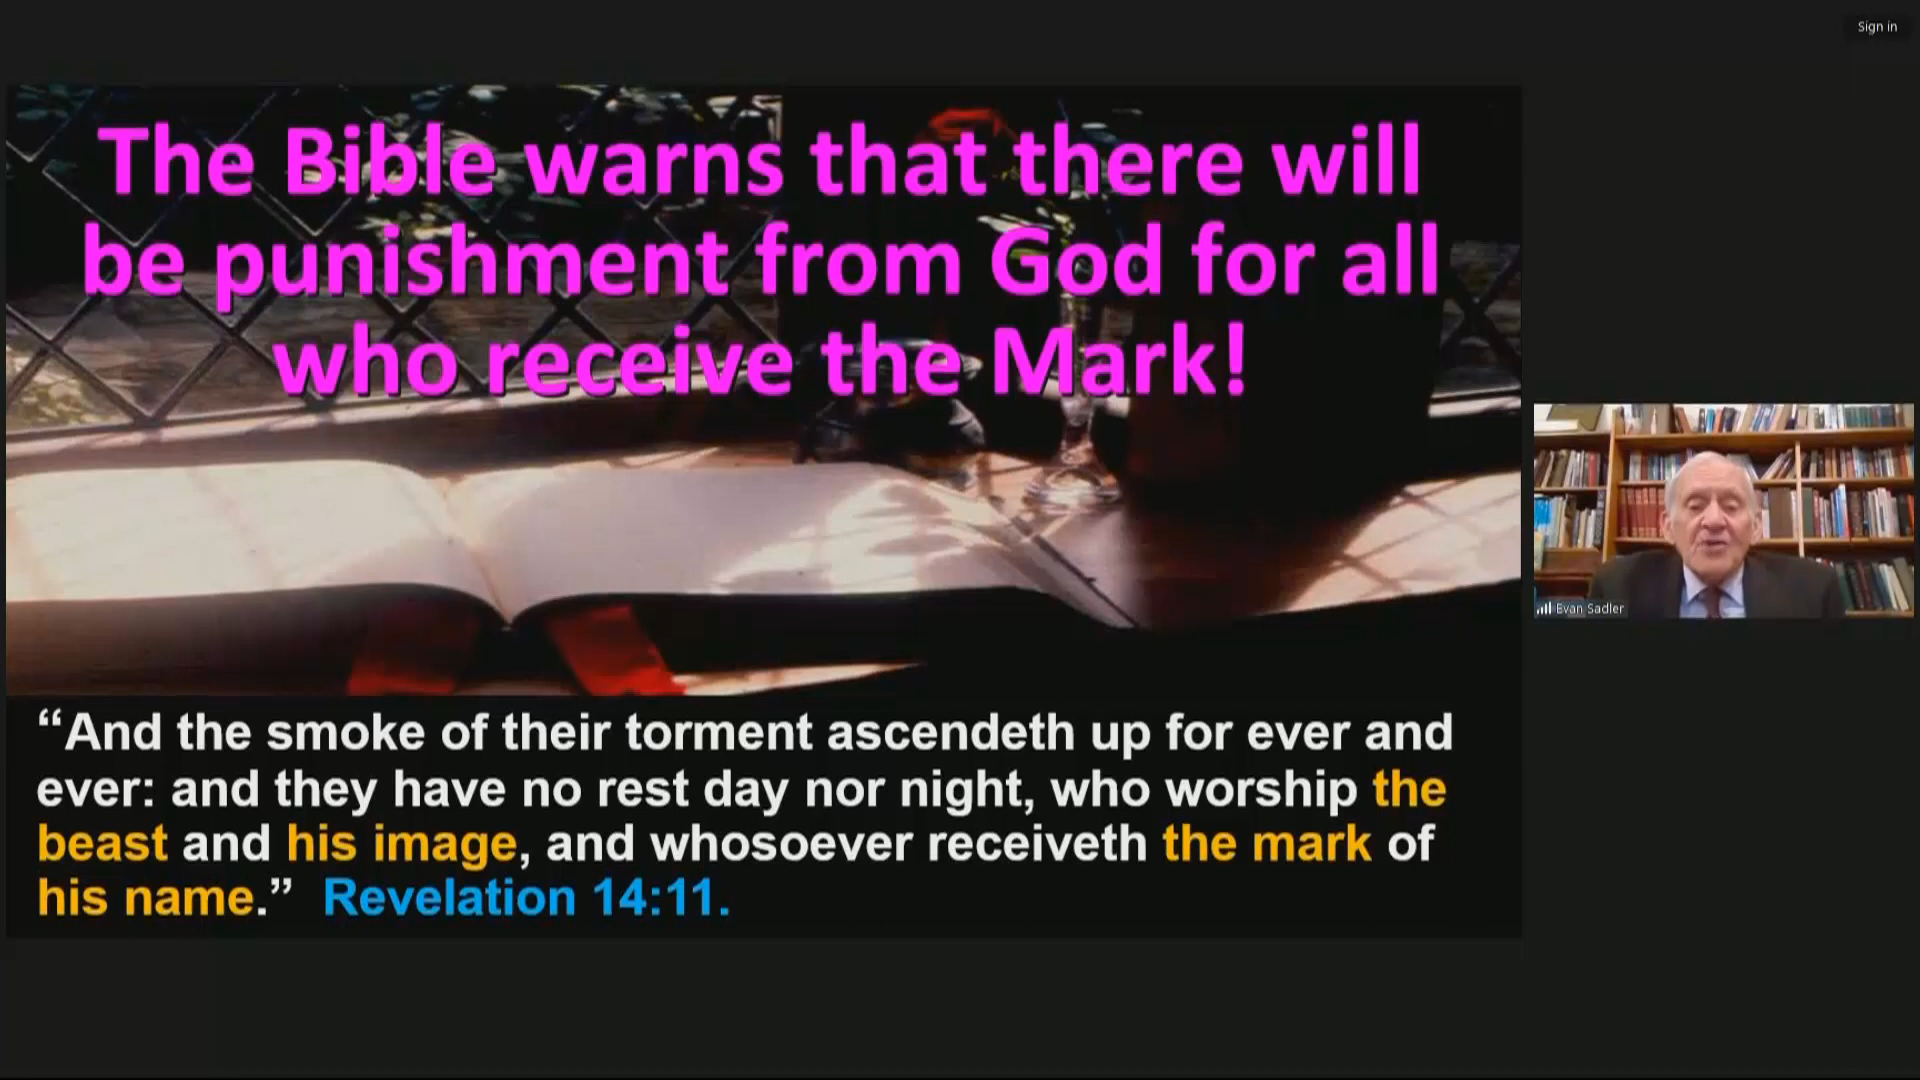 Sign in
The Bible warns that there will
be punishment from God for all
who receive the Mark!
Evan Sadler
“And the smoke of their torment ascendeth up for ever and
ever: and they have no rest day nor night, who worship the
beast and his image, and whosoever receiveth the mark of
his name.” Revelation 14:11.